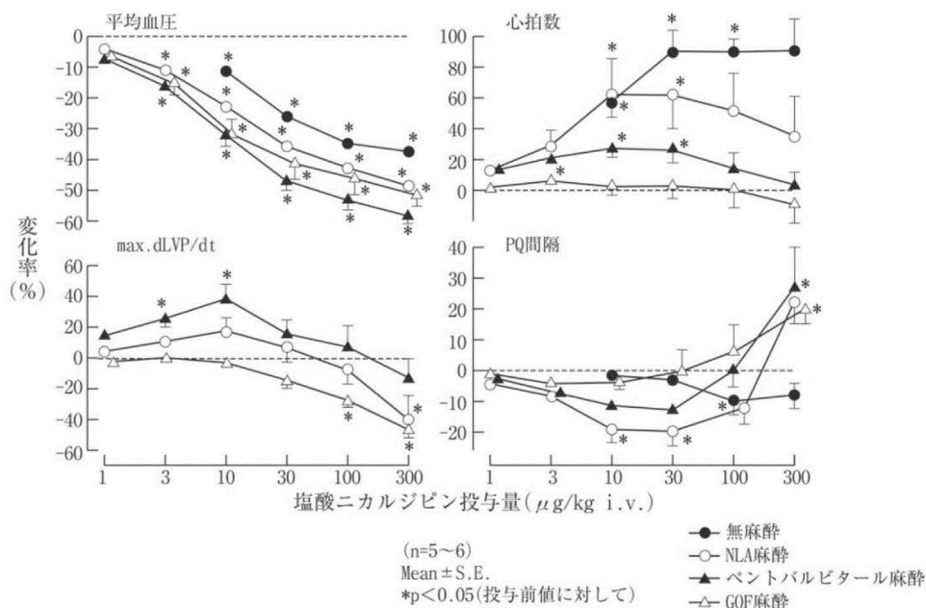 平均血圧
0
-10
-20
-30
-40
-50
-60
* * * * * * * * * * * * * * * * * *
心拍数
100
80
60
40
20
0
* * * * * * * *
変化率
(%)
max.dLVP/dt
60
40
20
0
-20
-40
-60
* * * * *
1 3 10 30 100 300
PQ間隔
40
30
20
10
0
-10
-20
* * * * *
1 3 10 30 100 300
塩酸ニカルジピン投与量(μg/kg i.v.)
(n=5~6)
Mean±S.E.
*p<0.05(投与前値に対して)
無麻酔
NLA麻酔
ペントバルビタール麻酔
GOF麻酔